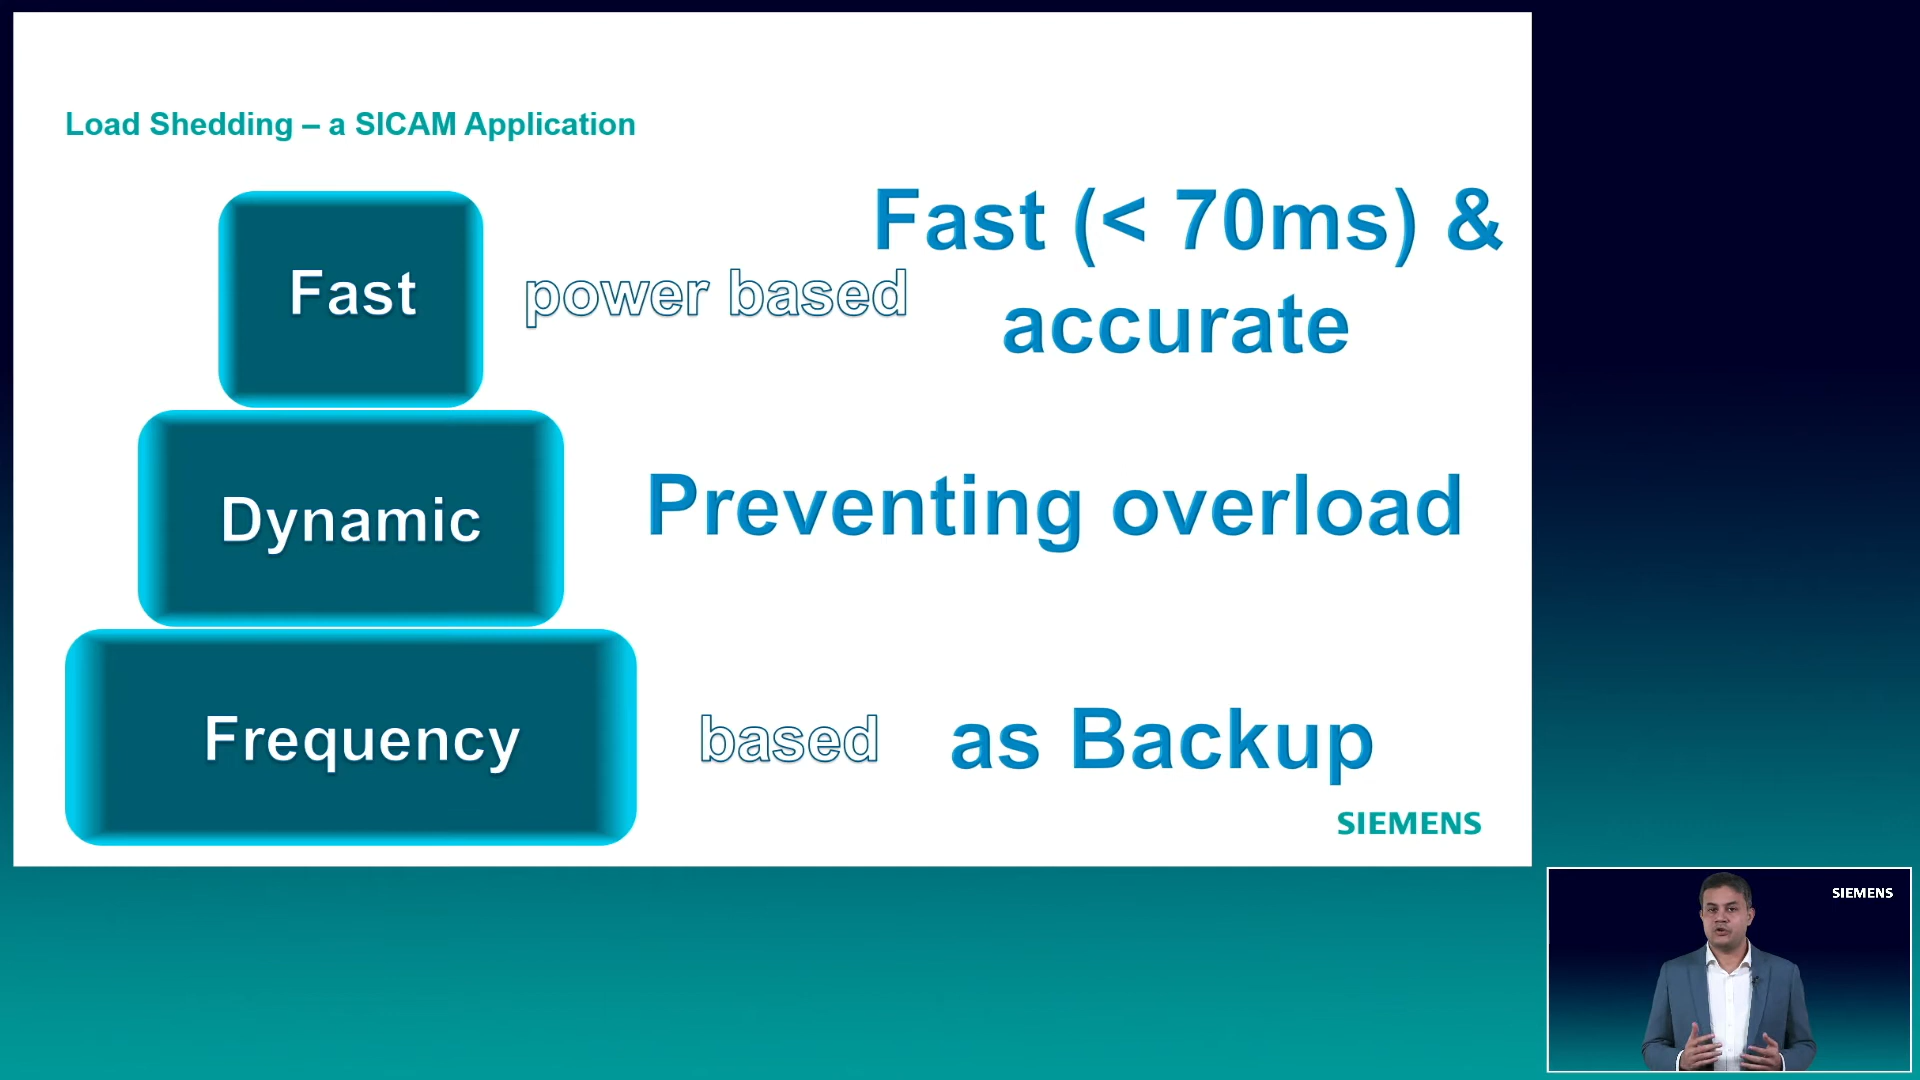 Load Shedding – a SICAM Application
Fast
power based
Fast (< 70ms) &
accurate
Dynamic
Preventing overload
Frequency
based
as Backup
SIEMENS
SIEMENS